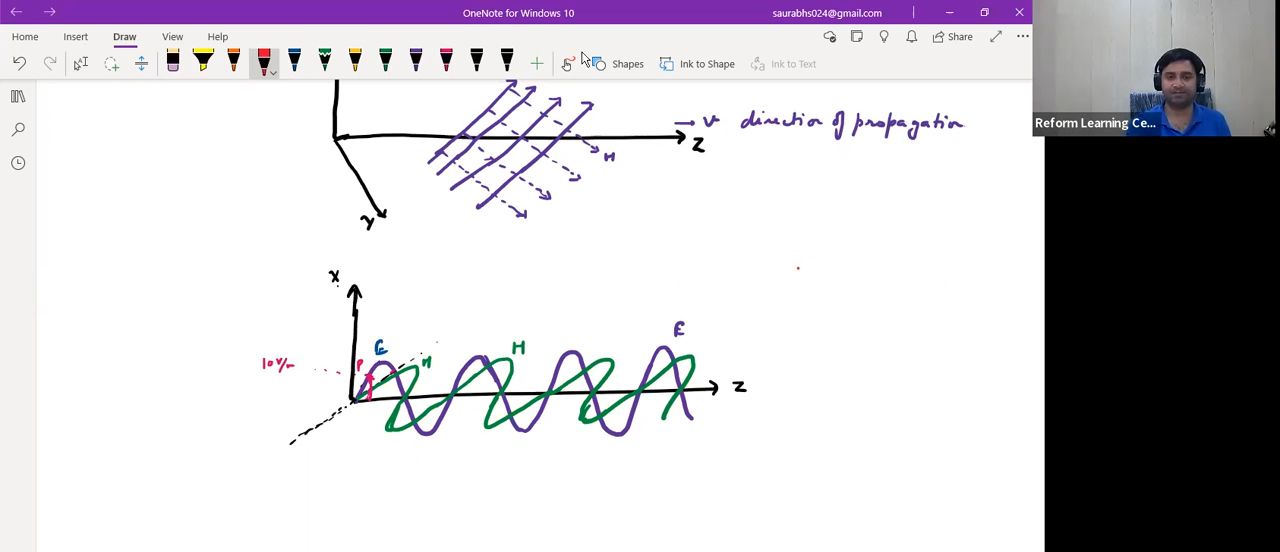 OneNote for Windows 10
saurabhs024@gmail.com
Home Insert Draw View Help
Share
Shapes
Ink to Shape
Ink to Text
Reform Learning Ce...
→ v direction of propagation
Z
H
y
x
E
H
H
E
10 V/m
P
z